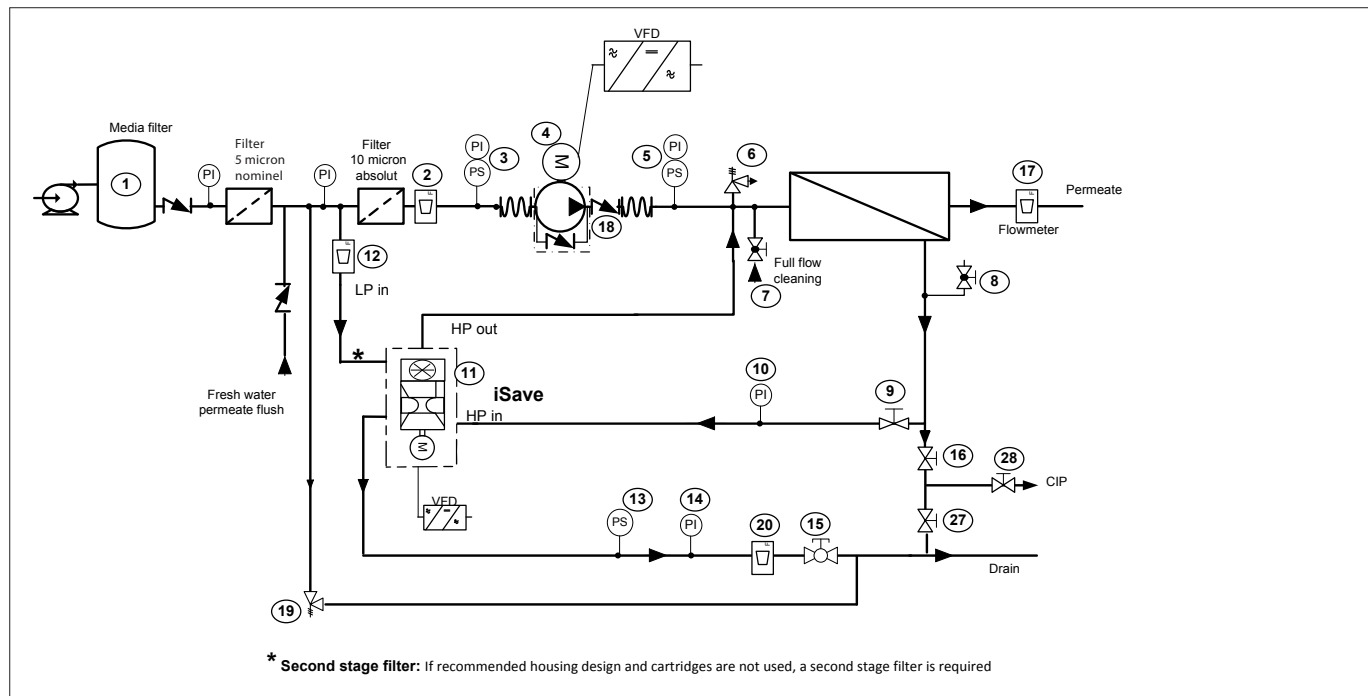 VFD
Media filter
Filter
5 micron
nominel
Filter
10 micron
absolut
1
PI
PI
2
PI
PS
3
4
M
18
5
PI
PS
6
17
Permeate
Flowmeter
F
F
F
12
LP in
Full flow
cleaning
7
8
HP out
Fresh water
permeate flush
*
11
iSave
HP in
M
VFD
10
PI
9
16
28
CIP
27
13
PS
14
PI
20
F
15
Drain
19
* Second stage filter: If recommended housing design and cartridges are not used, a second stage filter is required